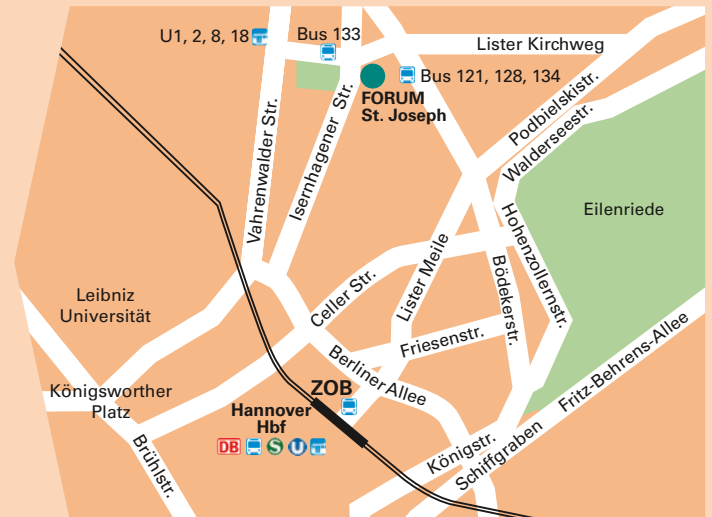 U1, 2, 8, 18
Bus 133
Lister Kirchweg
Bus 121, 128, 134
FORUM
St. Joseph
Podbielskistr.
Walderseestr.
Vahrenwalder Str.
Isernhagener Str.
Eilenriede
Hohenzollernstr.
Lister Meile
Bödekerstr.
Celler Str.
Leibniz
Universität
Friesenstr.
Fritz-Behrens-Allee
Berliner Allee
Königsworther
Platz
ZOB
Hannover
Hbf
DB
S
U
Brühlstr.
Königstr.
Schiffgraben